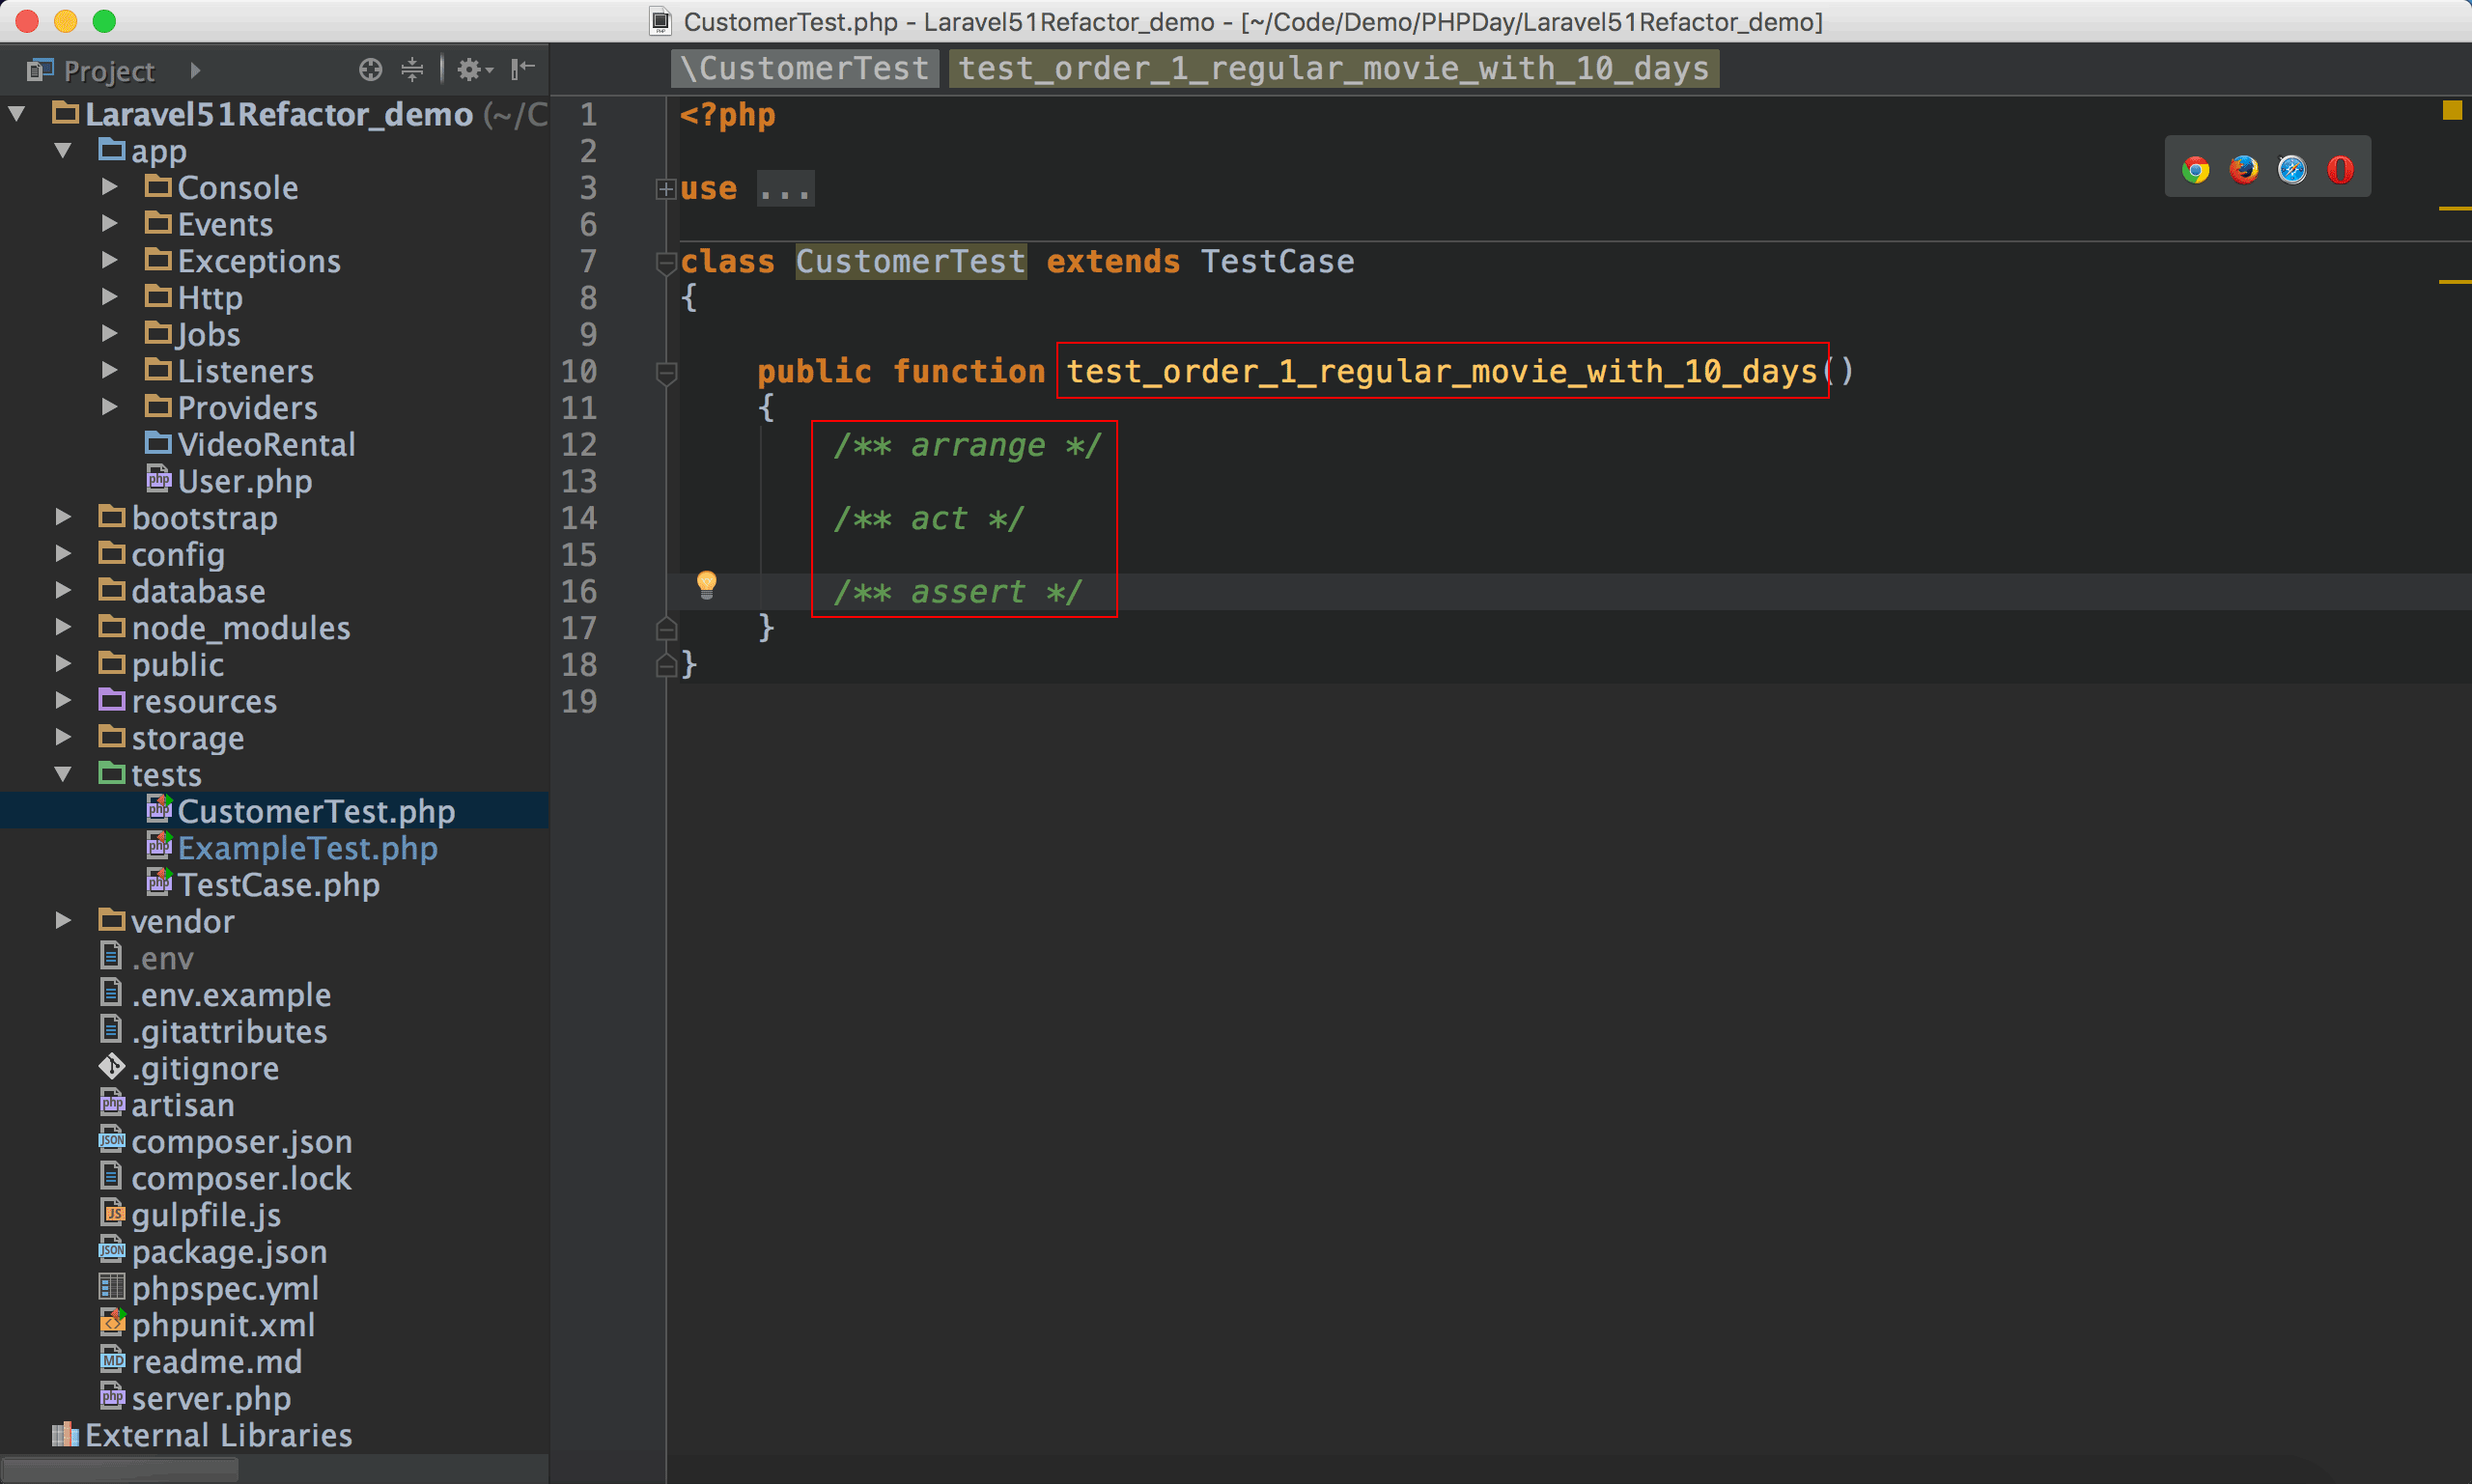 CustomerTest.php - Laravel51Refactor_demo - [~/Code/Demo/PHPDay/Laravel51Refactor_demo]
Project
Laravel51Refactor_demo (~/C
app
Console
Events
Exceptions
Http
Jobs
Listeners
Providers
VideoRental
User.php
bootstrap
config
database
node_modules
public
resources
storage
tests
CustomerTest.php
ExampleTest.php
TestCase.php
vendor
.env
.env.example
.gitattributes
.gitignore
artisan
composer.json
composer.lock
gulpfile.js
package.json
phpspec.yml
phpunit.xml
readme.md
server.php
External Libraries
\CustomerTest test_order_1_regular_movie_with_10_days
1 <?php
2
3 use ...
6
7 class CustomerTest extends TestCase
8 {
9
10 public function test_order_1_regular_movie_with_10_days()
11 {
12 /** arrange */
13
14 /** act */
15
16 /** assert */
17 }
18 }
19